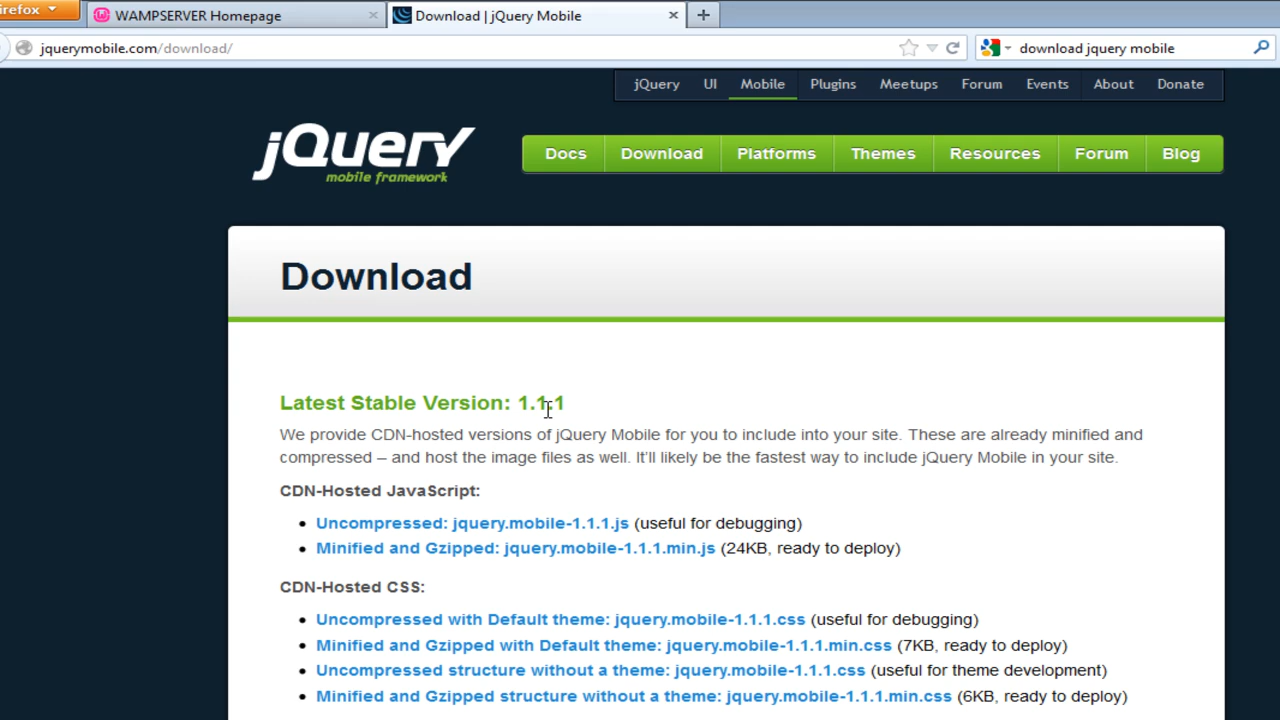 irefox
WAMPSERVER Homepage
Download | jQuery Mobile
jquerymobile.com/download/
download jquery mobile
jQuery UI Mobile Plugins Meetups Forum Events About Donate
jQuery
mobile framework
Docs Download Platforms Themes Resources Forum Blog
Download
Latest Stable Version: 1.1.1
We provide CDN-hosted versions of jQuery Mobile for you to include into your site. These are already minified and
compressed – and host the image files as well. It'll likely be the fastest way to include jQuery Mobile in your site.
CDN-Hosted JavaScript:
• Uncompressed: jquery.mobile-1.1.1.js (useful for debugging)
• Minified and Gzipped: jquery.mobile-1.1.1.min.js (24KB, ready to deploy)
CDN-Hosted CSS:
• Uncompressed with Default theme: jquery.mobile-1.1.1.css (useful for debugging)
• Minified and Gzipped with Default theme: jquery.mobile-1.1.1.min.css (7KB, ready to deploy)
• Uncompressed structure without a theme: jquery.mobile-1.1.1.css (useful for theme development)
• Minified and Gzipped structure without a theme: jquery.mobile-1.1.1.min.css (6KB, ready to deploy)